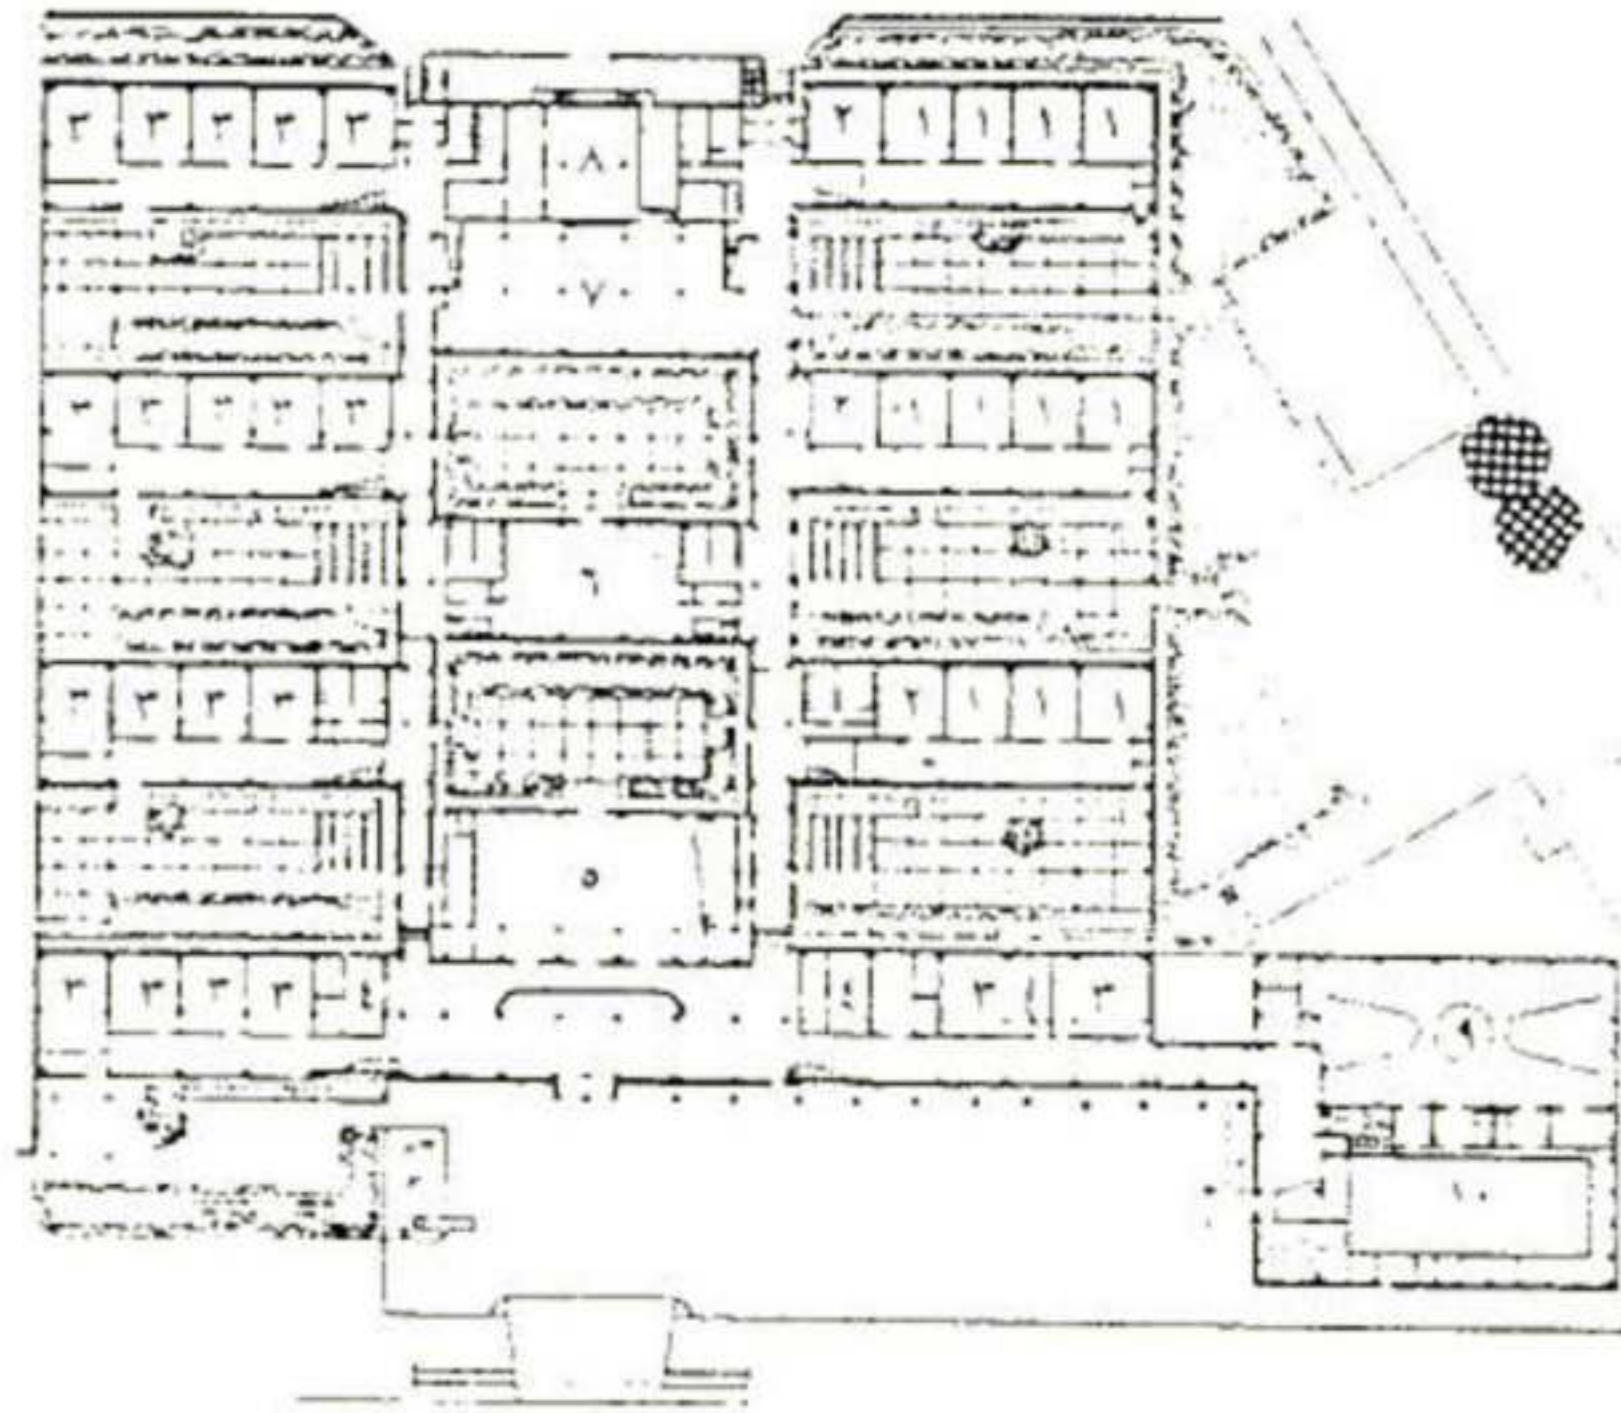 ٣ ٣ ٣ ٣ ٣ ٨ ٢ ١ ١ ١ ١
٧
٣ ٣ ٣ ٣ ٣ ٢ ١ ١ ١ ١
٦
٣ ٣ ٣ ٣ ١ ٢ ١ ١ ١
٥
٣ ٣ ٣ ٣ ٣ ٣
٩
١٠